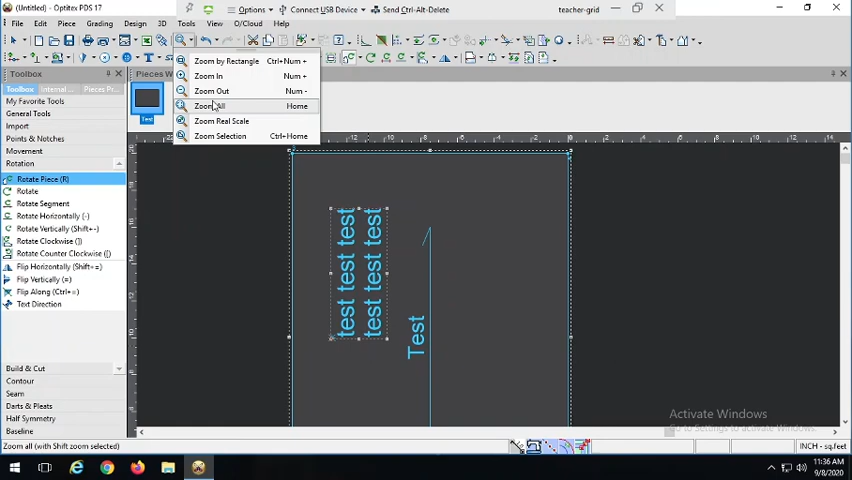 Options
Connect USB Device
Send Ctrl-Alt-Delete
teacher-grid
(Untitled) - Optitex PDS 17
File Edit Piece Grading Design 3D Tools View O/Cloud Help
Zoom by Rectangle Ctrl+Num +
Zoom In Num +
Zoom Out Num -
Zoom All Home
Zoom Real Scale
Zoom Selection Ctrl+Home
Toolbox
Toolbox Internal... Pieces Pr...
My Favorite Tools
General Tools
Import
Points & Notches
Movement
Rotation
Rotate Piece (R)
Rotate
Rotate Segment
Rotate Horizontally (-)
Rotate Vertically (Shift+-)
Rotate Clockwise (])
Rotate Counter Clockwise ([)
Flip Horizontally (Shift+=)
Flip Vertically (=)
Flip Along (Ctrl+=)
Text Direction
Build & Cut
Contour
Seam
Darts & Pleats
Half Symmetry
Baseline
Pieces W
Test
test test test test
test test test test
Test
Activate Windows
Go to Settings to activate Windows.
Zoom all (with Shift zoom selected)
INCH - sq.feet
11:36 AM
9/8/2020